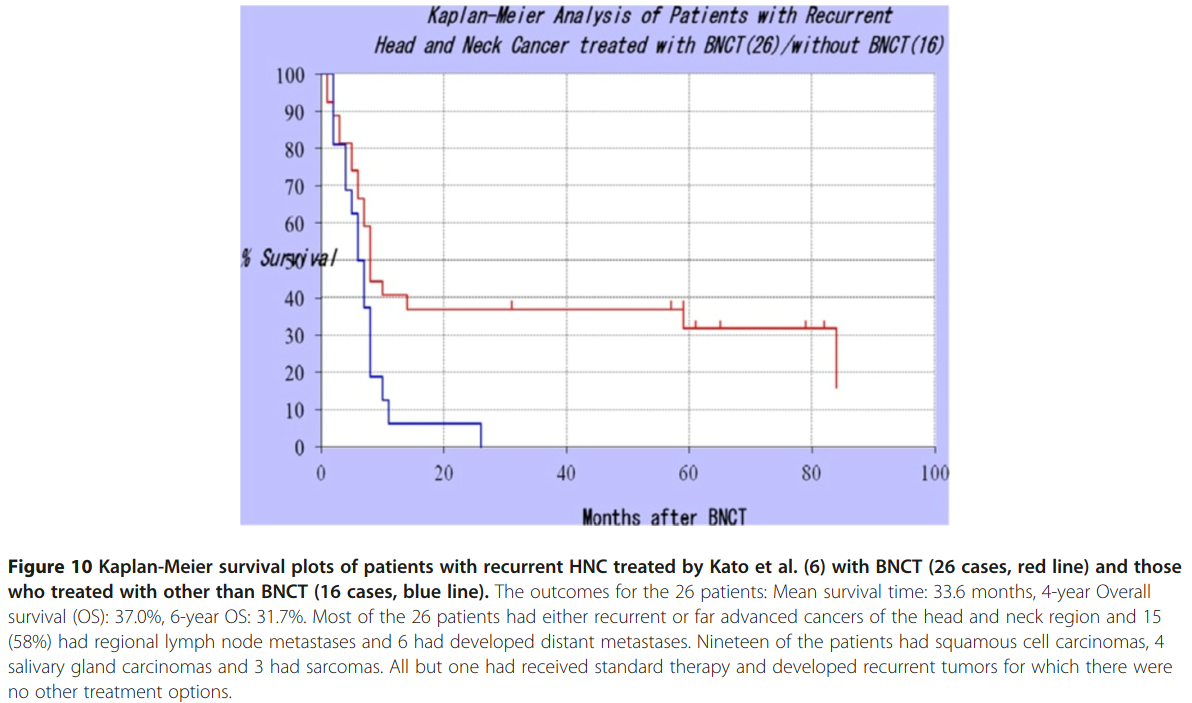 Kaplan-Meier Analysis of Patients with Recurrent
Head and Neck Cancer treated with BNCT(26)/without BNCT(16)
100
90
80
70
60
% Survival
50
40
30
20
10
0
0 20 40 60 80 100
Months after BNCT
Figure 10 Kaplan-Meier survival plots of patients with recurrent HNC treated by Kato et al. (6) with BNCT (26 cases, red line) and those
who treated with other than BNCT (16 cases, blue line). The outcomes for the 26 patients: Mean survival time: 33.6 months, 4-year Overall
survival (OS): 37.0%, 6-year OS: 31.7%. Most of the 26 patients had either recurrent or far advanced cancers of the head and neck region and 15
(58%) had regional lymph node metastases and 6 had developed distant metastases. Nineteen of the patients had squamous cell carcinomas, 4
salivary gland carcinomas and 3 had sarcomas. All but one had received standard therapy and developed recurrent tumors for which there were
no other treatment options.